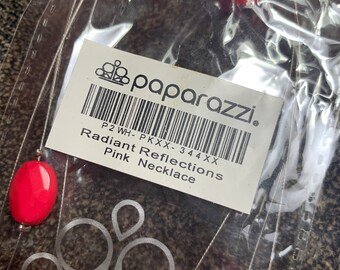 paparazzi®
P2WH-PKXX-344XX
Radiant Reflections
Pink Necklace